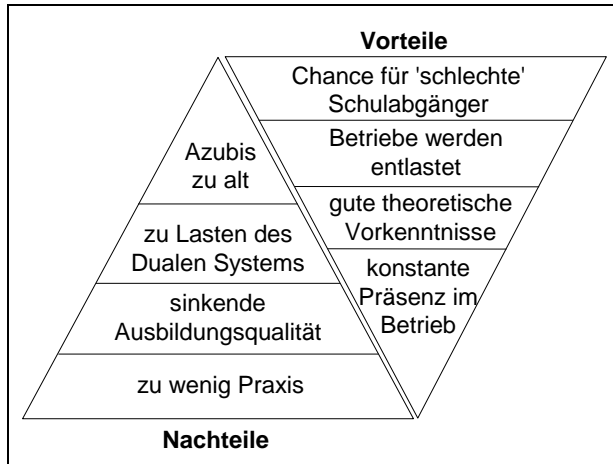 Vorteile
Chance für 'schlechte'
Schulabgänger
Betriebe werden
entlastet
gute theoretische
Vorkenntnisse
konstante
Präsenz im
Betrieb
Azubis
zu alt
zu Lasten des
Dualen Systems
sinkende
Ausbildungsqualität
zu wenig Praxis
Nachteile